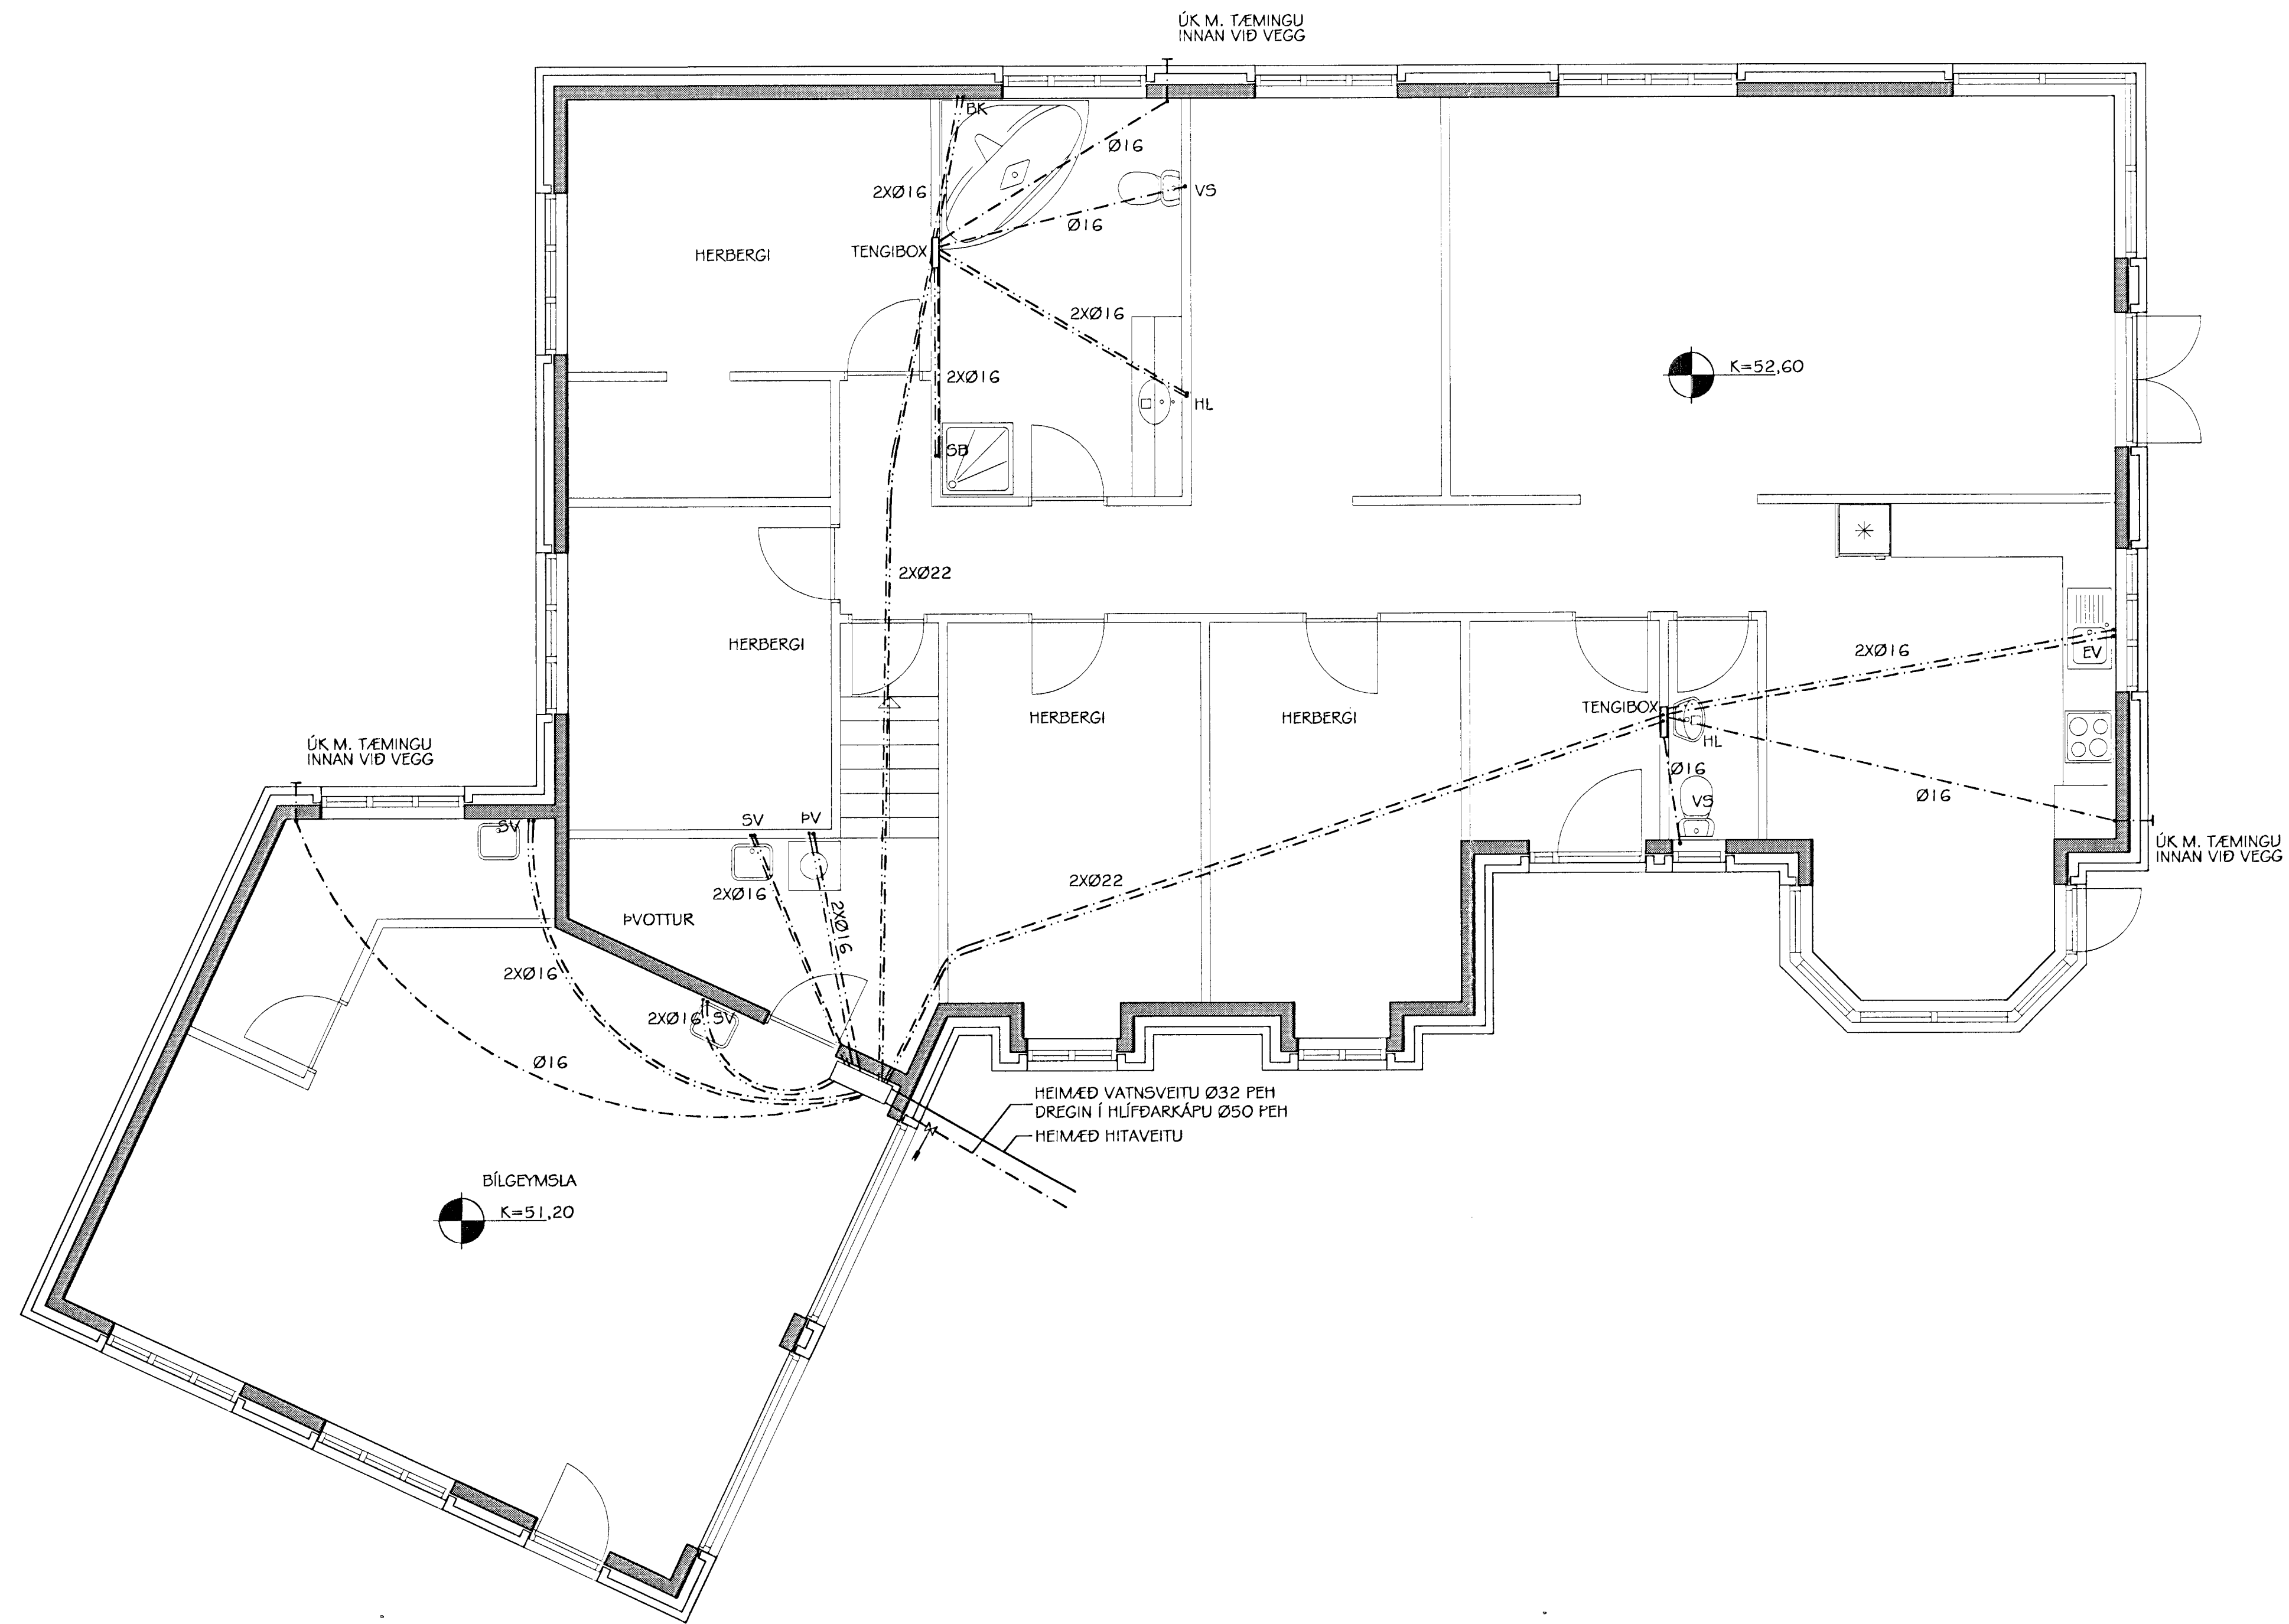 ÚK M. TÆMINGU
INNAN VIÐ VEGG
BK
Ø16
2XØ16
VS
Ø16
HERBERGI
TENGIBOX
2XØ16
K=52,60
2XØ16
HL
SB
2XØ22
HERBERGI
2XØ16
EV
HERBERGI
HERBERGI
TENGIBOX
HL
ÚK M. TÆMINGU
INNAN VIÐ VEGG
Ø16
Ø16
VS
SV
SV
ÞV
ÚK M. TÆMINGU
INNAN VIÐ VEGG
2XØ16
2XØ16
2XØ22
ÞVOTTUR
2XØ16
2XØ16
SV
Ø16
HEIMÆÐ VATNSVEITU Ø32 PEH
DREGIN Í HLÍFÐARKÁPU Ø50 PEH
HEIMÆÐ HITAVEITU
BÍLGEYMSLA
K=51,20